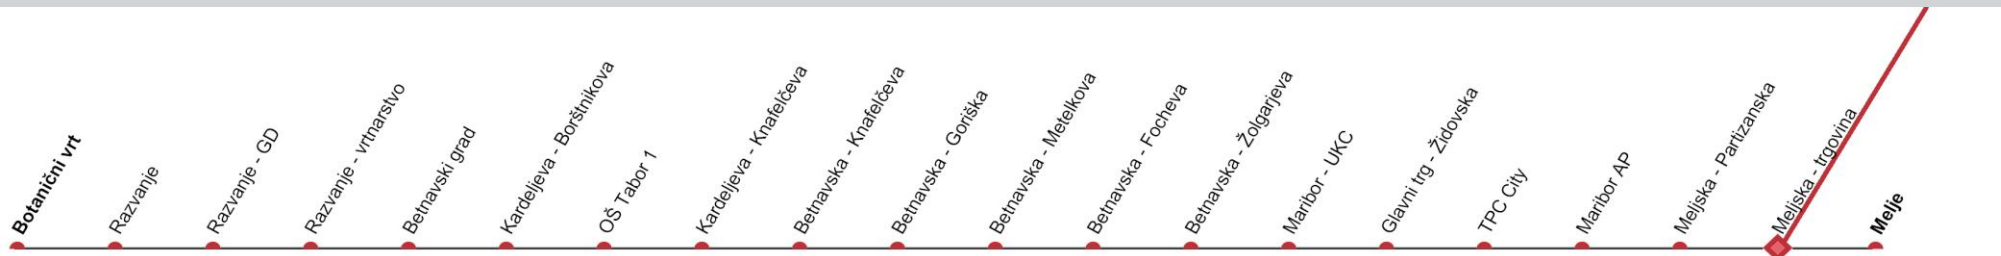 Botanični vrt
Razvanje
Razvanje - GD
Razvanje - vrtnarstvo
Betnavski grad
Kardeljeva - Borštnikova
OŠ Tabor 1
Kardeljeva - Knafelčeva
Betnavska - Knafelčeva
Betnavska - Goriška
Betnavska - Metelkova
Betnavska - Focheva
Betnavska - Žolgarjeva
Maribor - UKC
Glavni trg - Židovska
TPC City
Maribor AP
Meljska - Partizanska
Meljska - trgovina
Melje